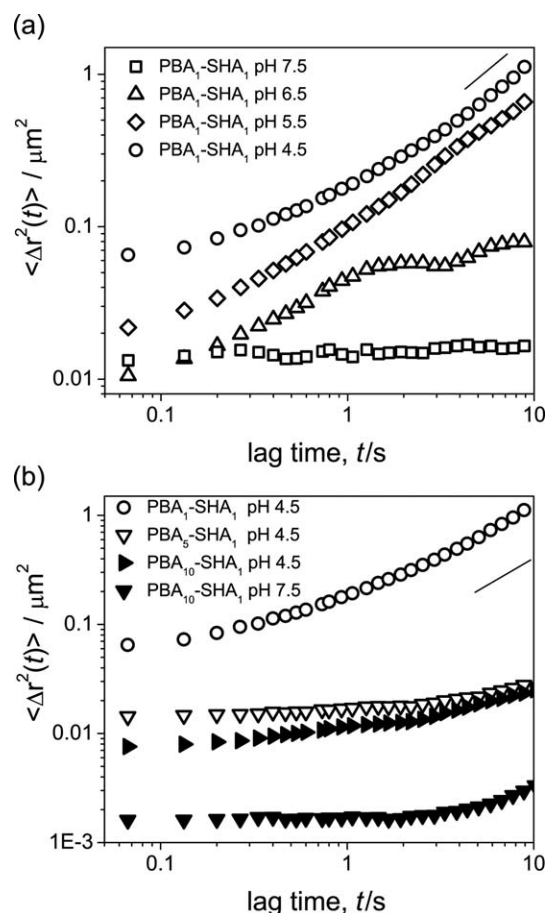 (a)
1
PBA₁-SHA₁ pH 7.5
PBA₁-SHA₁ pH 6.5
PBA₁-SHA₁ pH 5.5
PBA₁-SHA₁ pH 4.5
<Δr²(t)> / μm²
0.1
0.01
0.1 1 10
lag time, t/s
(b)
PBA₁-SHA₁ pH 4.5
PBA₅-SHA₁ pH 4.5
PBA₁₀-SHA₁ pH 4.5
PBA₁₀-SHA₁ pH 7.5
1
<Δr²(t)> / μm²
0.1
0.01
1E-3
0.1 1 10
lag time, t/s